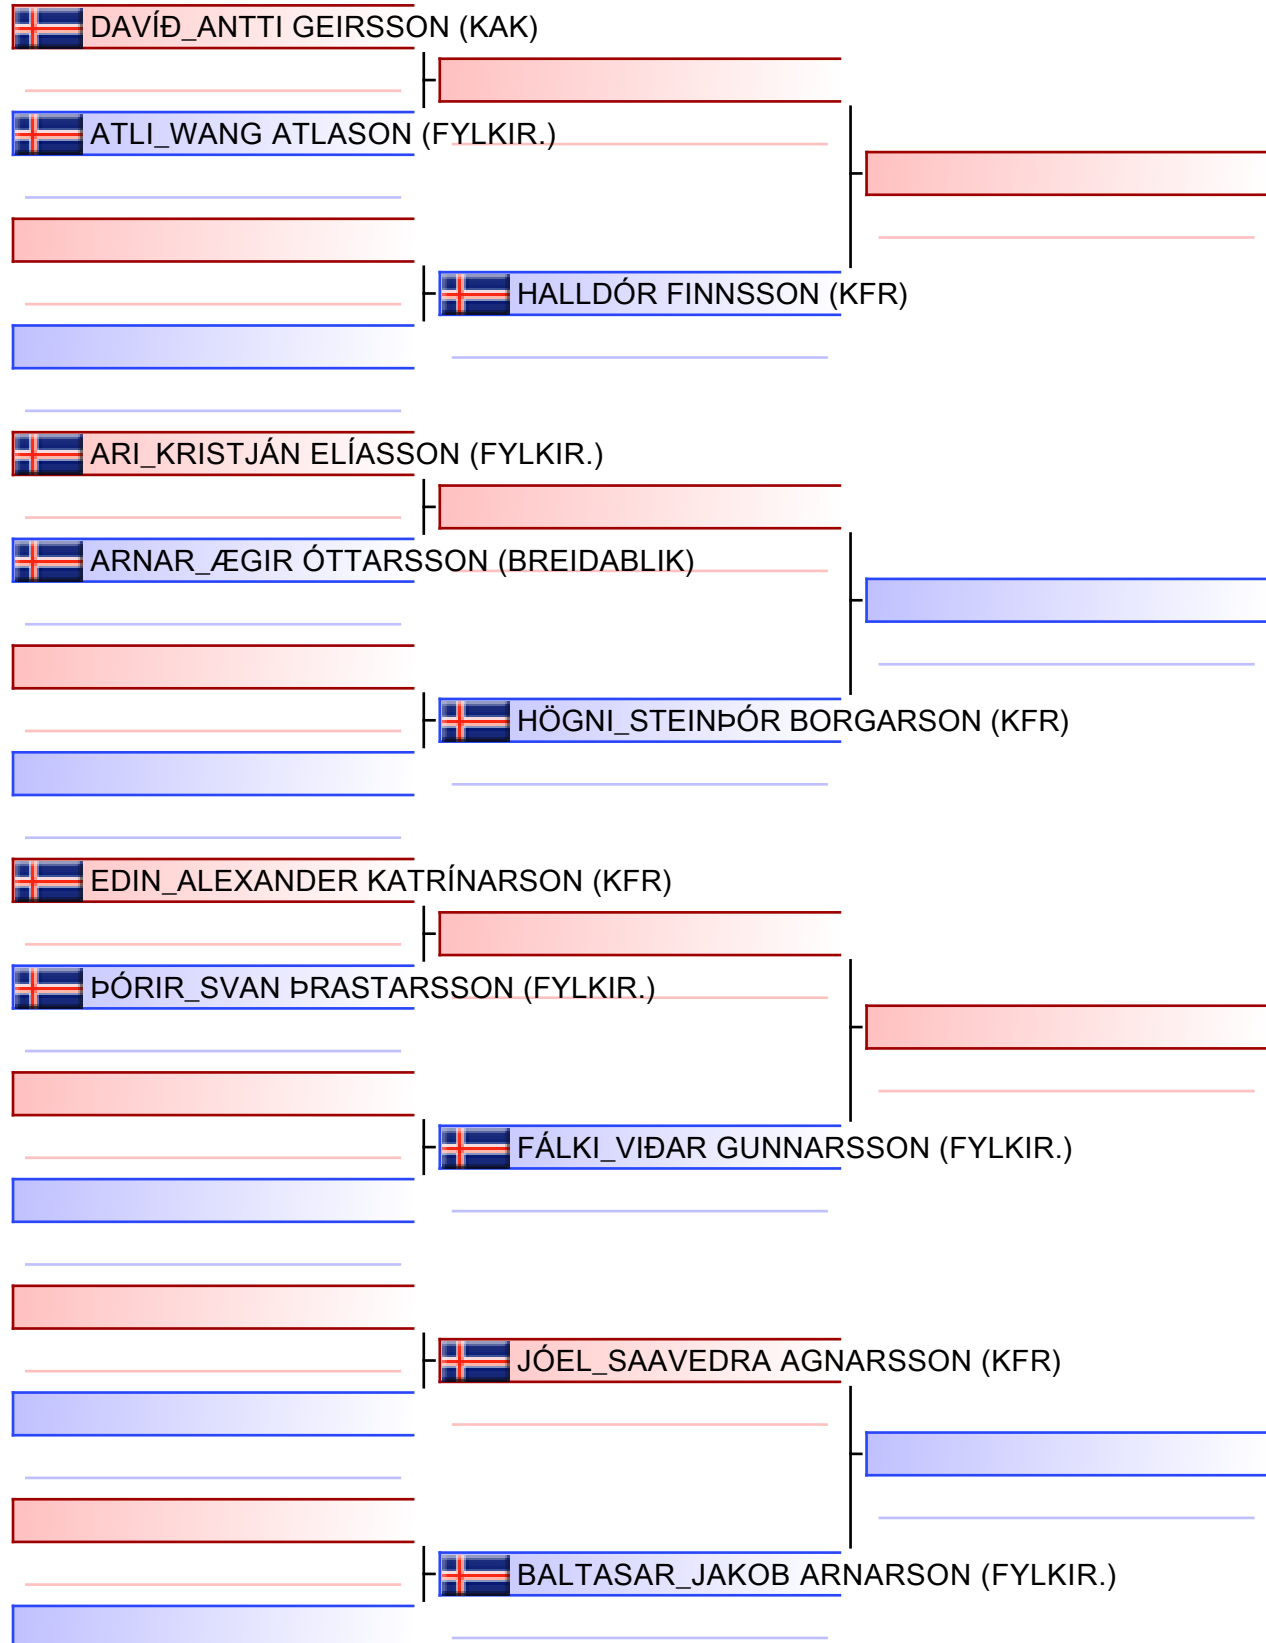 DAVÍÐ_ANTTI GEIRSSON (KAK)
ATLI_WANG ATLASON (FYLKIR.)
HALLDÓR FINNSSON (KFR)
ARI_KRISTJÁN ELÍASSON (FYLKIR.)
ARNAR_ÆGIR ÓTTARSSON (BREIDABLIK)
HÖGNI_STEINÞÓR BORGARSON (KFR)
EDIN_ALEXANDER KATRÍNARSON (KFR)
ÞÓRIR_SVAN ÞRASTARSSON (FYLKIR.)
FÁLKI_VIÐAR GUNNARSSON (FYLKIR.)
JÓEL_SAAVEDRA AGNARSSON (KFR)
BALTASAR_JAKOB ARNARSON (FYLKIR.)